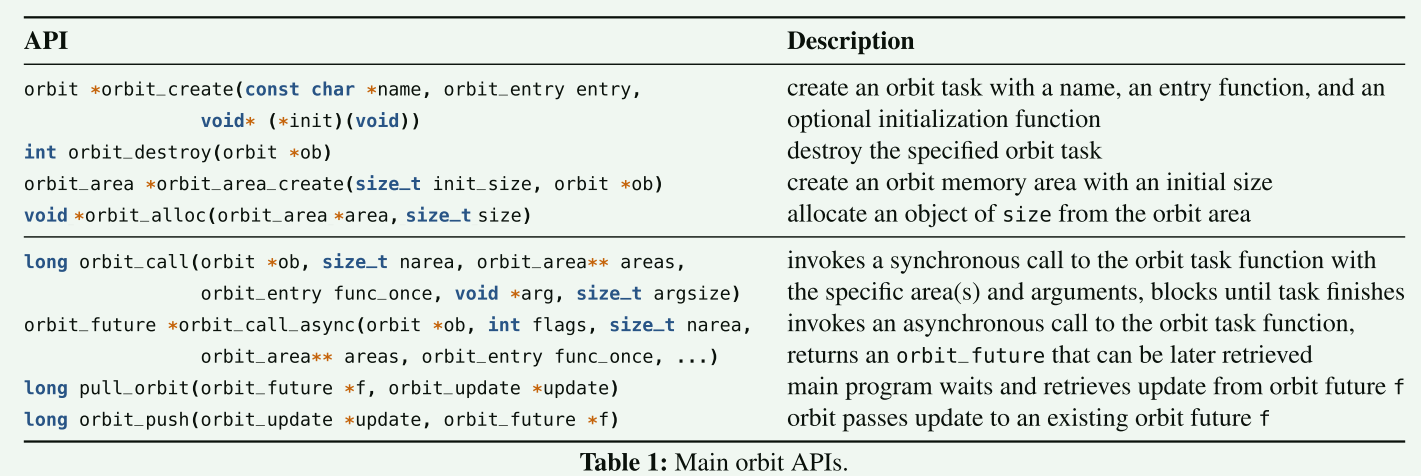 API Description
orbit *orbit_create(const char *name, orbit_entry entry, create an orbit task with a name, an entry function, and an
void* (*init)(void)) optional initialization function
int orbit_destroy(orbit *ob) destroy the specified orbit task
orbit_area *orbit_area_create(size_t init_size, orbit *ob) create an orbit memory area with an initial size
void *orbit_alloc(orbit_area *area, size_t size) allocate an object of size from the orbit area
long orbit_call(orbit *ob, size_t narea, orbit_area** areas, invokes a synchronous call to the orbit task function with
orbit_entry func_once, void *arg, size_t argsize) the specific area(s) and arguments, blocks until task finishes
orbit_future *orbit_call_async(orbit *ob, int flags, size_t narea, invokes an asynchronous call to the orbit task function,
orbit_area** areas, orbit_entry func_once, ...) returns an orbit_future that can be later retrieved
long pull_orbit(orbit_future *f, orbit_update *update) main program waits and retrieves update from orbit future f
long orbit_push(orbit_update *update, orbit_future *f) orbit passes update to an existing orbit future f
Table 1: Main orbit APIs.